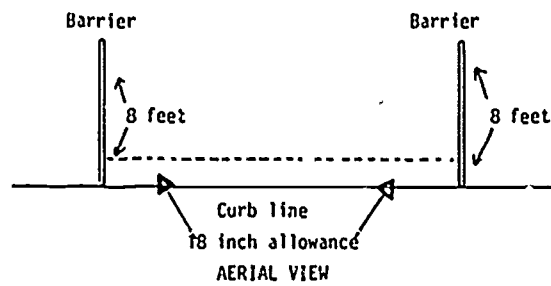 Barrier Barrier
8 feet 8 feet
Curb line
18 inch allowance
AERIAL VIEW